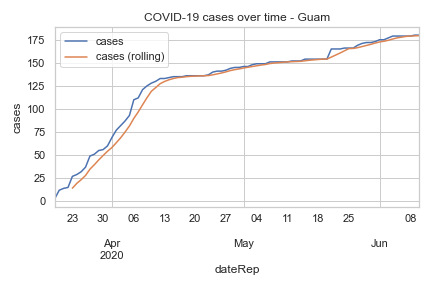 COVID-19 cases over time - Guam
cases
cases (rolling)
175
150
125
100
75
50
25
0
cases
23 30 06 13 20 27 04 11 18 25 08
Apr May Jun
2020
dateRep